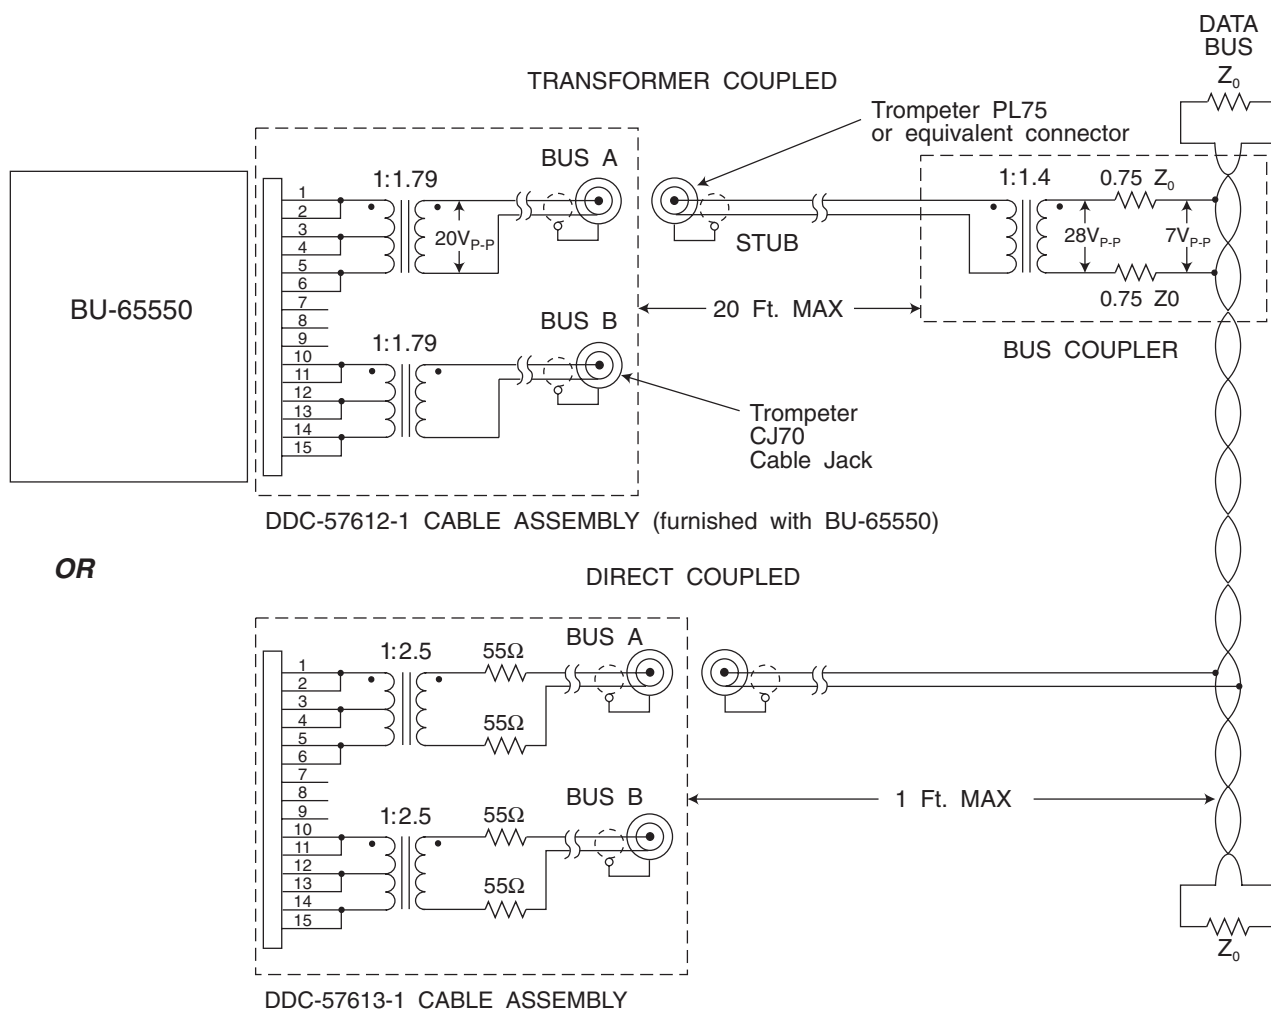 DATA
BUS
Z0
TRANSFORMER COUPLED
Trompeter PL75
or equivalent connector
BU-65550
1
2
3
4
5
6
7
8
9
10
11
12
13
14
15
1:1.79
20VP-P
BUS A
STUB
1:1.4
0.75 Z0
28VP-P
7VP-P
0.75 Z0
20 Ft. MAX
BUS COUPLER
1:1.79
BUS B
Trompeter
CJ70
Cable Jack
DDC-57612-1 CABLE ASSEMBLY (furnished with BU-65550)
OR
DIRECT COUPLED
1
2
3
4
5
6
7
8
9
10
11
12
13
14
15
1:2.5
55Ω
55Ω
BUS A
1:2.5
55Ω
55Ω
BUS B
1 Ft. MAX
Z0
DDC-57613-1 CABLE ASSEMBLY